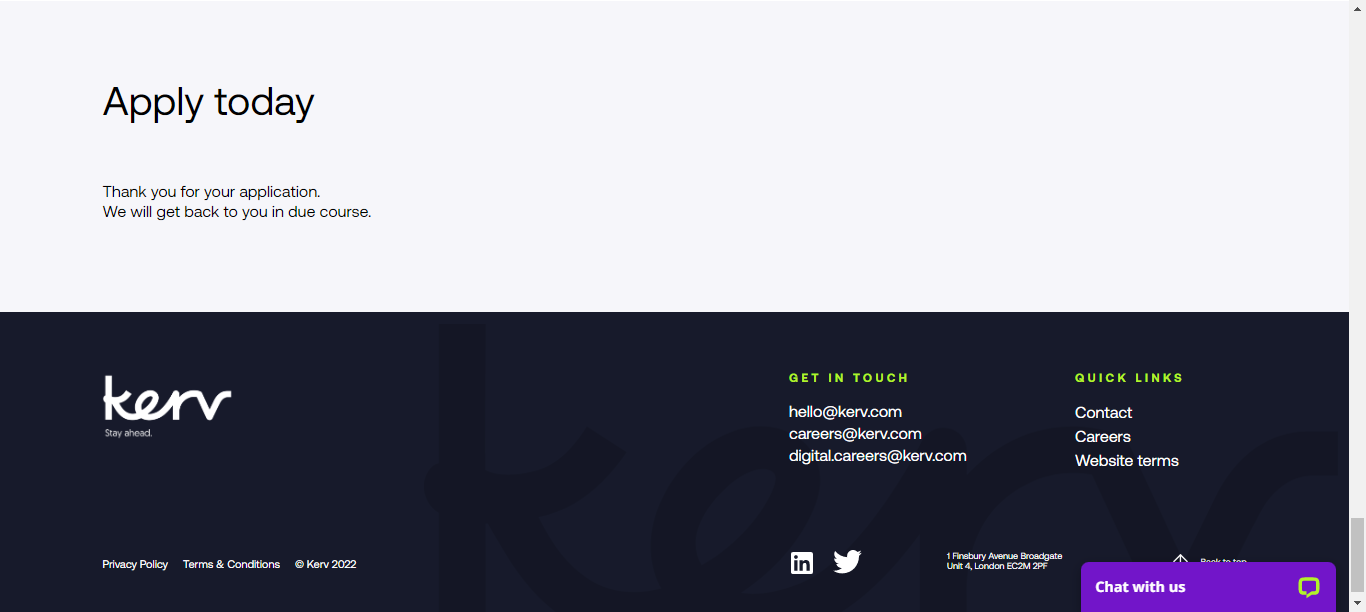 Apply today
Thank you for your application.
We will get back to you in due course.
kerv
Stay ahead.
GET IN TOUCH
hello@kerv.com
careers@kerv.com
digital.careers@kerv.com
QUICK LINKS
Contact
Careers
Website terms
Privacy Policy Terms & Conditions © Kerv 2022
1 Finsbury Avenue Broadgate
Unit 4, London EC2M 2PF
Back to top
Chat with us